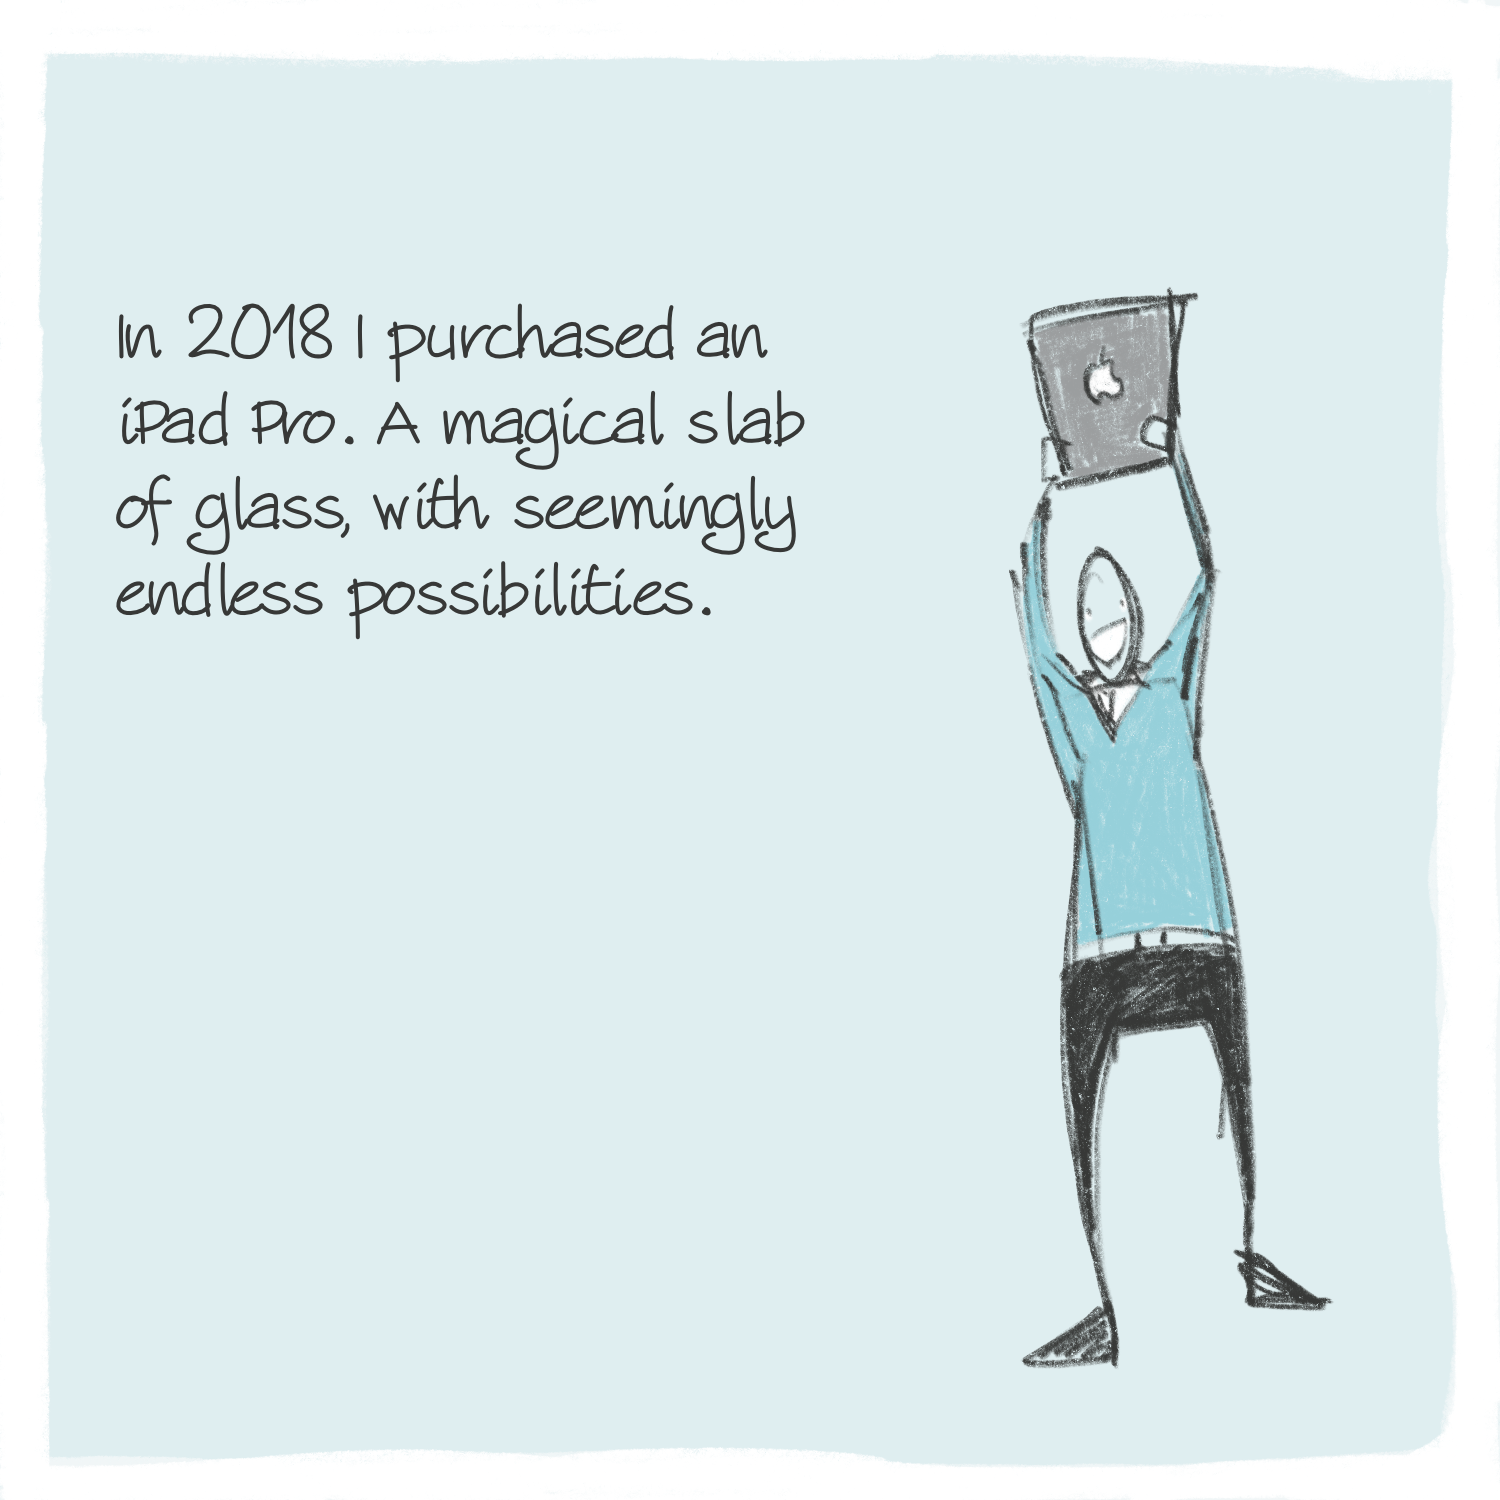 In 2018 I purchased an
iPad Pro. A magical slab
of glass, with seemingly
endless possibilities.